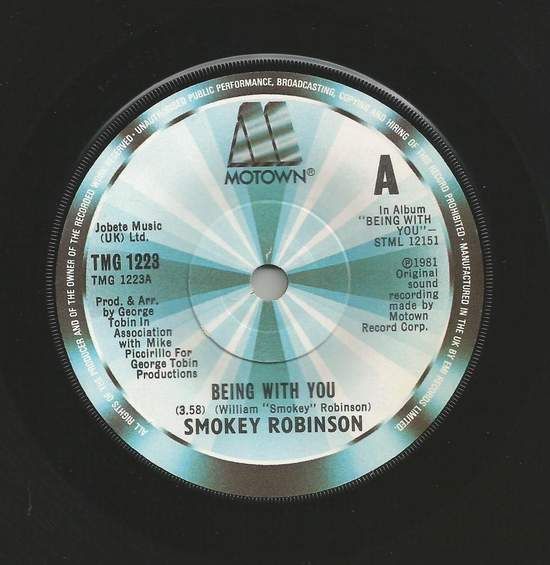 ALL RIGHTS OF THE PRODUCER AND OF THE OWNER OF THE RECORDED WORK RESERVED · UNAUTHORISED PUBLIC PERFORMANCE, BROADCASTING, COPYING AND HIRING OF THIS RECORD PROHIBITED · MANUFACTURED IN THE UK BY EMI RECORDS LIMITED.
MOTOWN®
A
Jobete Music
(UK) Ltd.
TMG 1223
TMG 1223A
Prod. & Arr.
by George
Tobin In
Association
with Mike
Piccirillo For
George Tobin
Productions
In Album
"BEING WITH
YOU"—
STML 12151
℗1981
Original
sound
recording
made by
Motown
Record Corp.
BEING WITH YOU
(3.58) (William "Smokey" Robinson)
SMOKEY ROBINSON